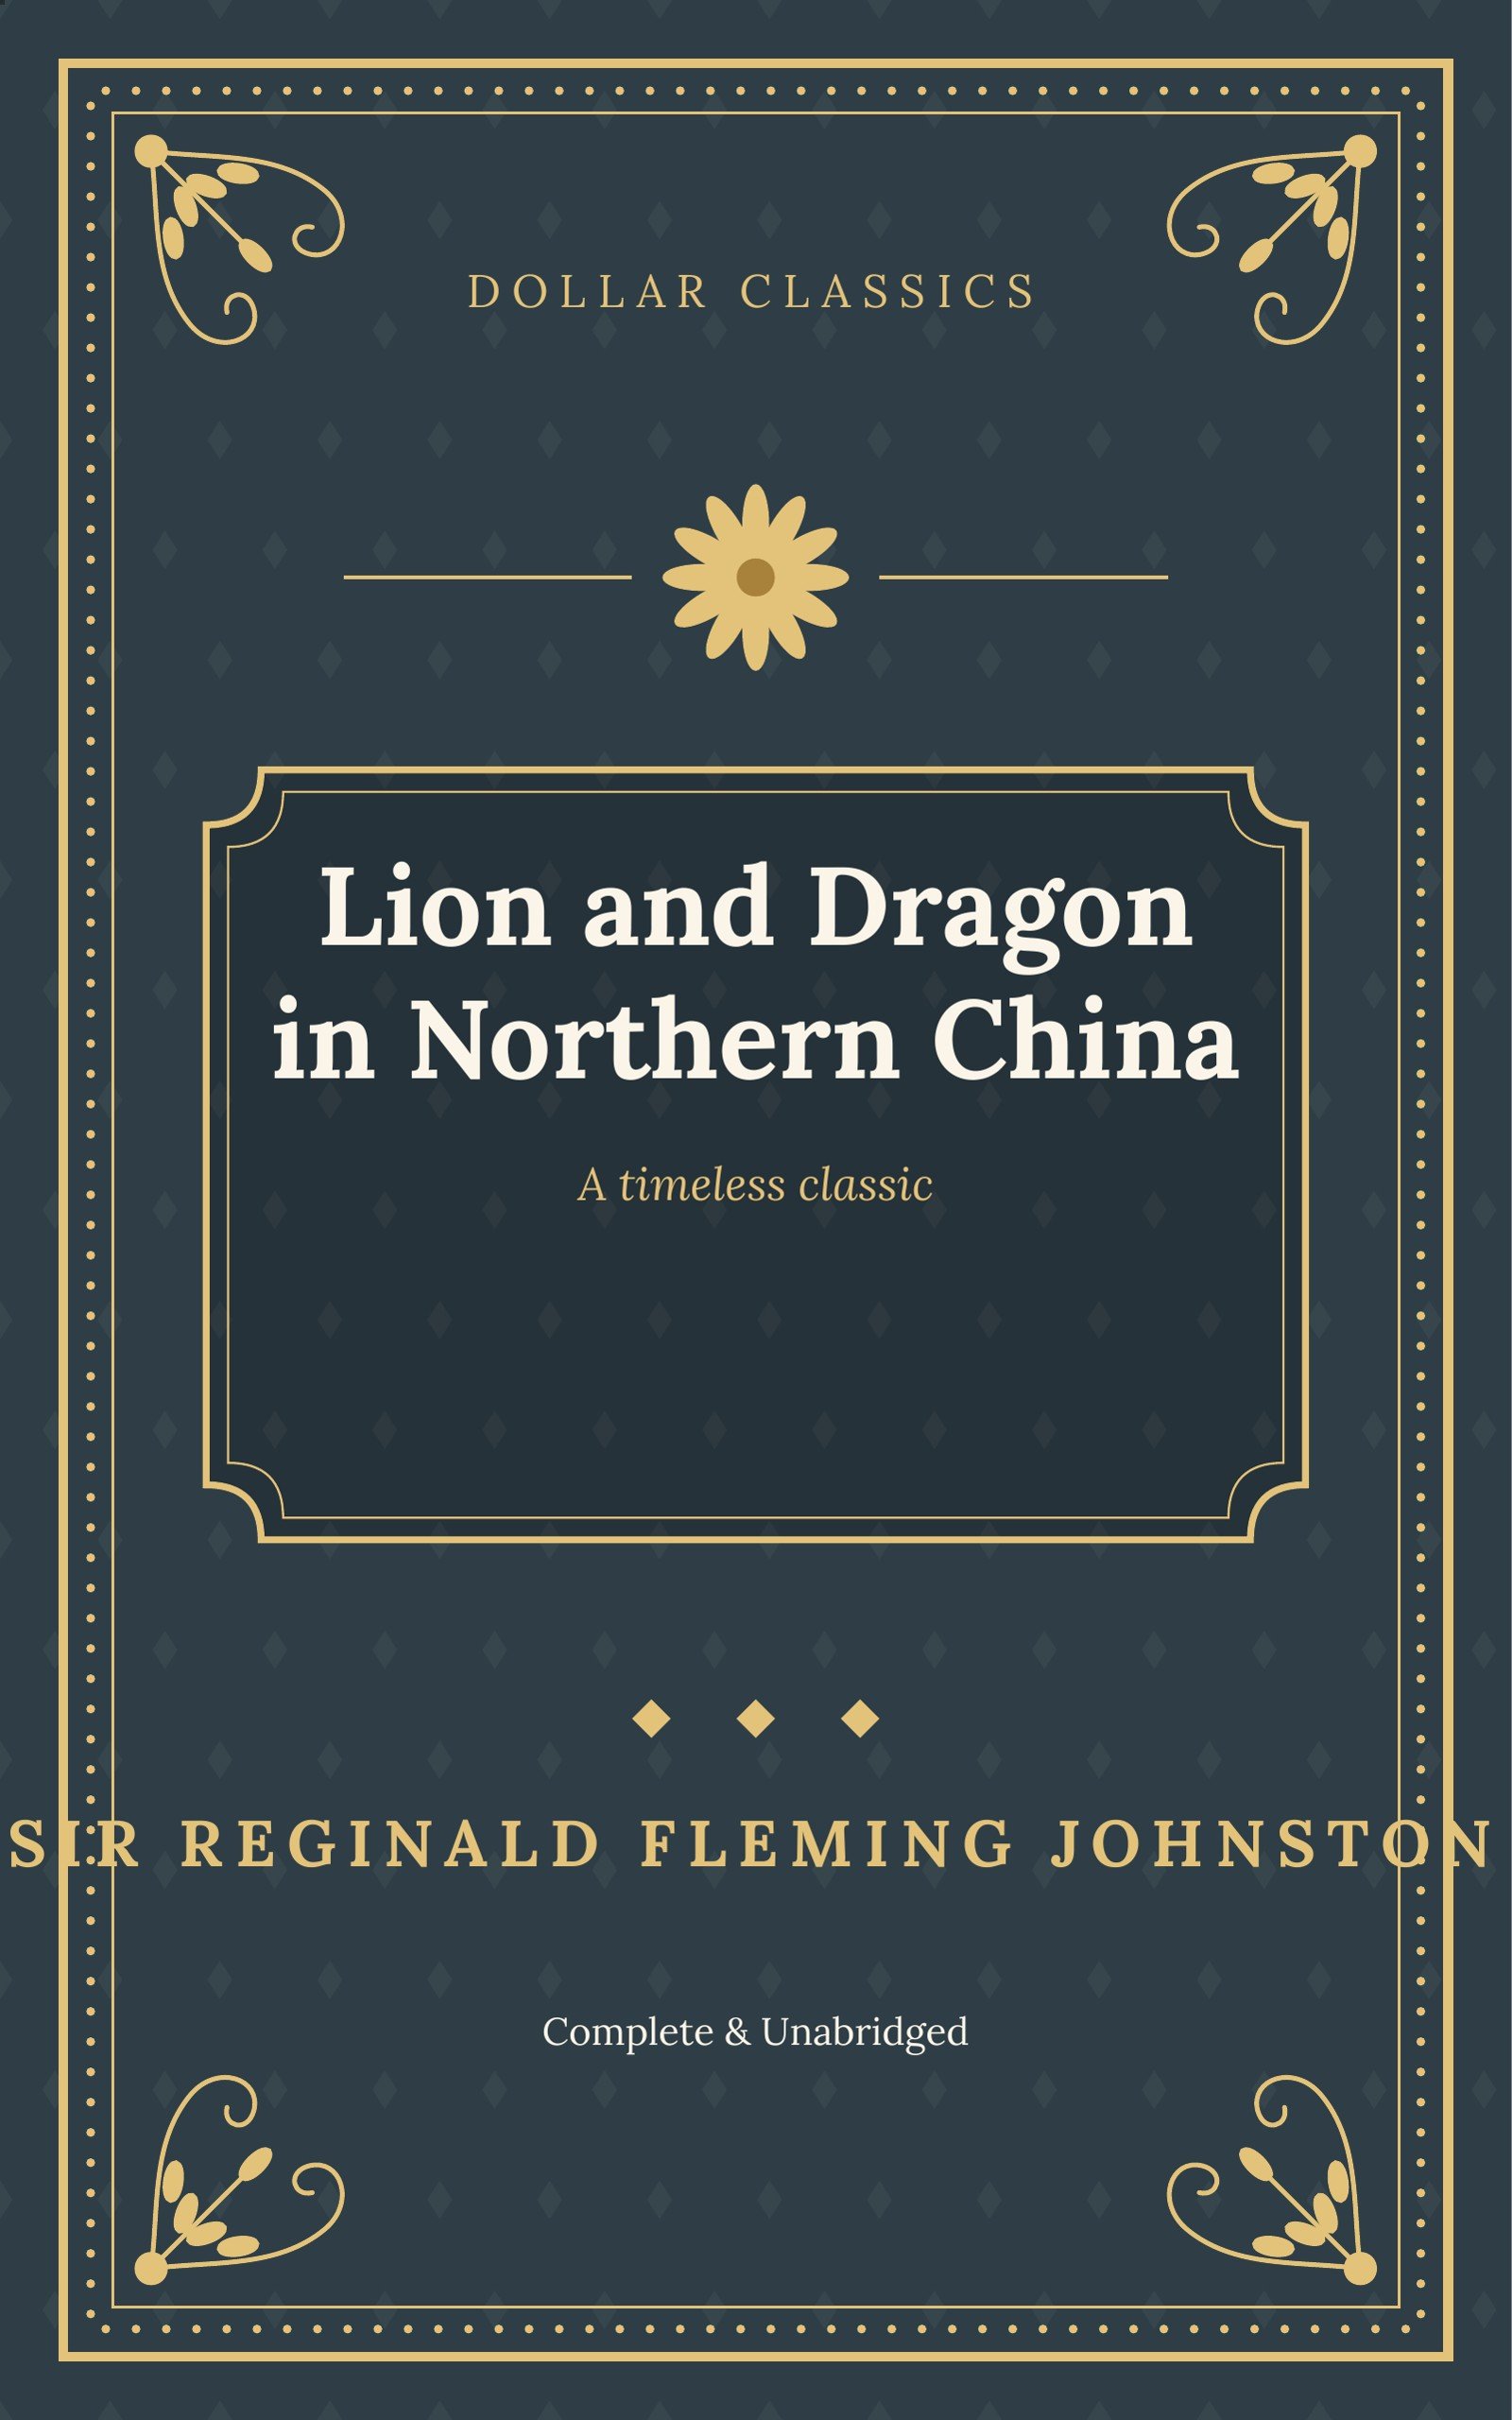 DOLLAR CLASSICS
Lion and Dragon
in Northern China
A timeless classic
SIR REGINALD FLEMING JOHNSTON
Complete & Unabridged